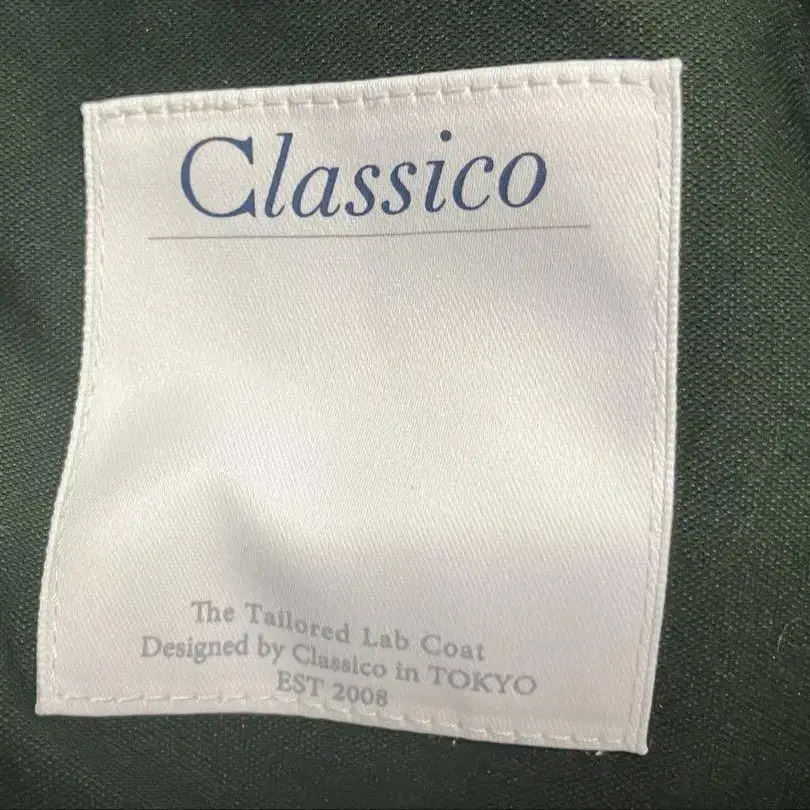 Classico
The Tailored Lab Coat
Designed by Classico in TOKYO
EST 2008